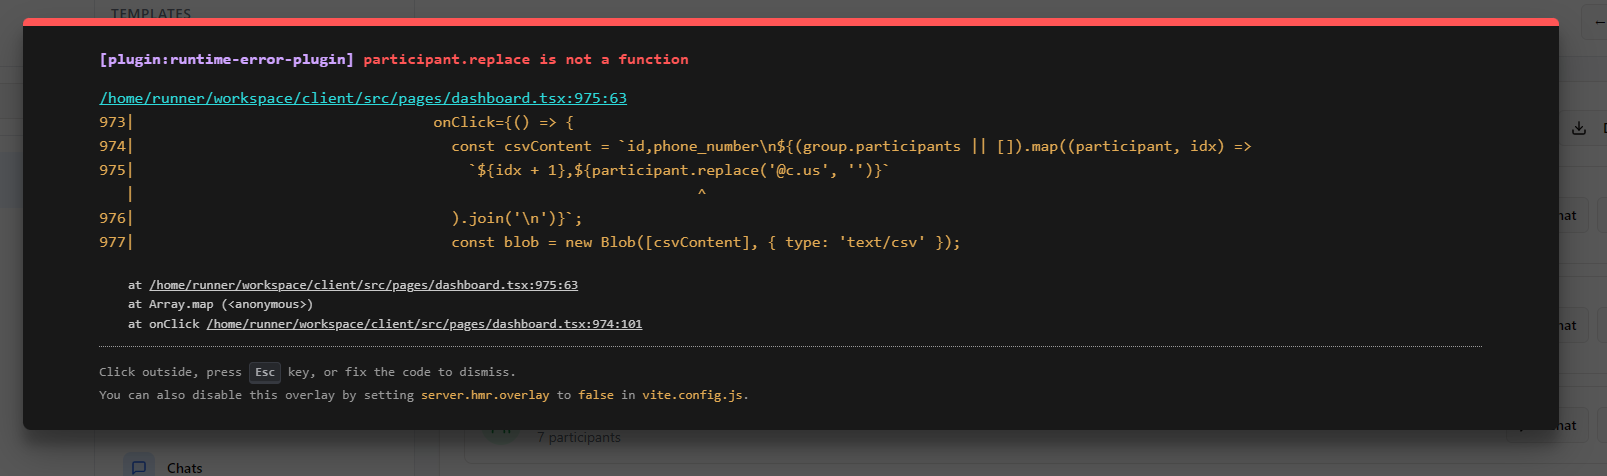 TEMPLATES
[plugin:runtime-error-plugin] participant.replace is not a function
/home/runner/workspace/client/src/pages/dashboard.tsx:975:63
973|                                  onClick={() => {
974|                                    const csvContent = `id,phone_number\n${(group.participants || []).map((participant, idx) =>
975|                                      `${idx + 1},${participant.replace('@c.us', '')}`
   |                                                                ^
976|                                    ).join('\n')}`;
977|                                    const blob = new Blob([csvContent], { type: 'text/csv' });
at /home/runner/workspace/client/src/pages/dashboard.tsx:975:63
at Array.map (<anonymous>)
at onClick /home/runner/workspace/client/src/pages/dashboard.tsx:974:101
Click outside, press Esc key, or fix the code to dismiss.
You can also disable this overlay by setting server.hmr.overlay to false in vite.config.js.
7 participants
Chats